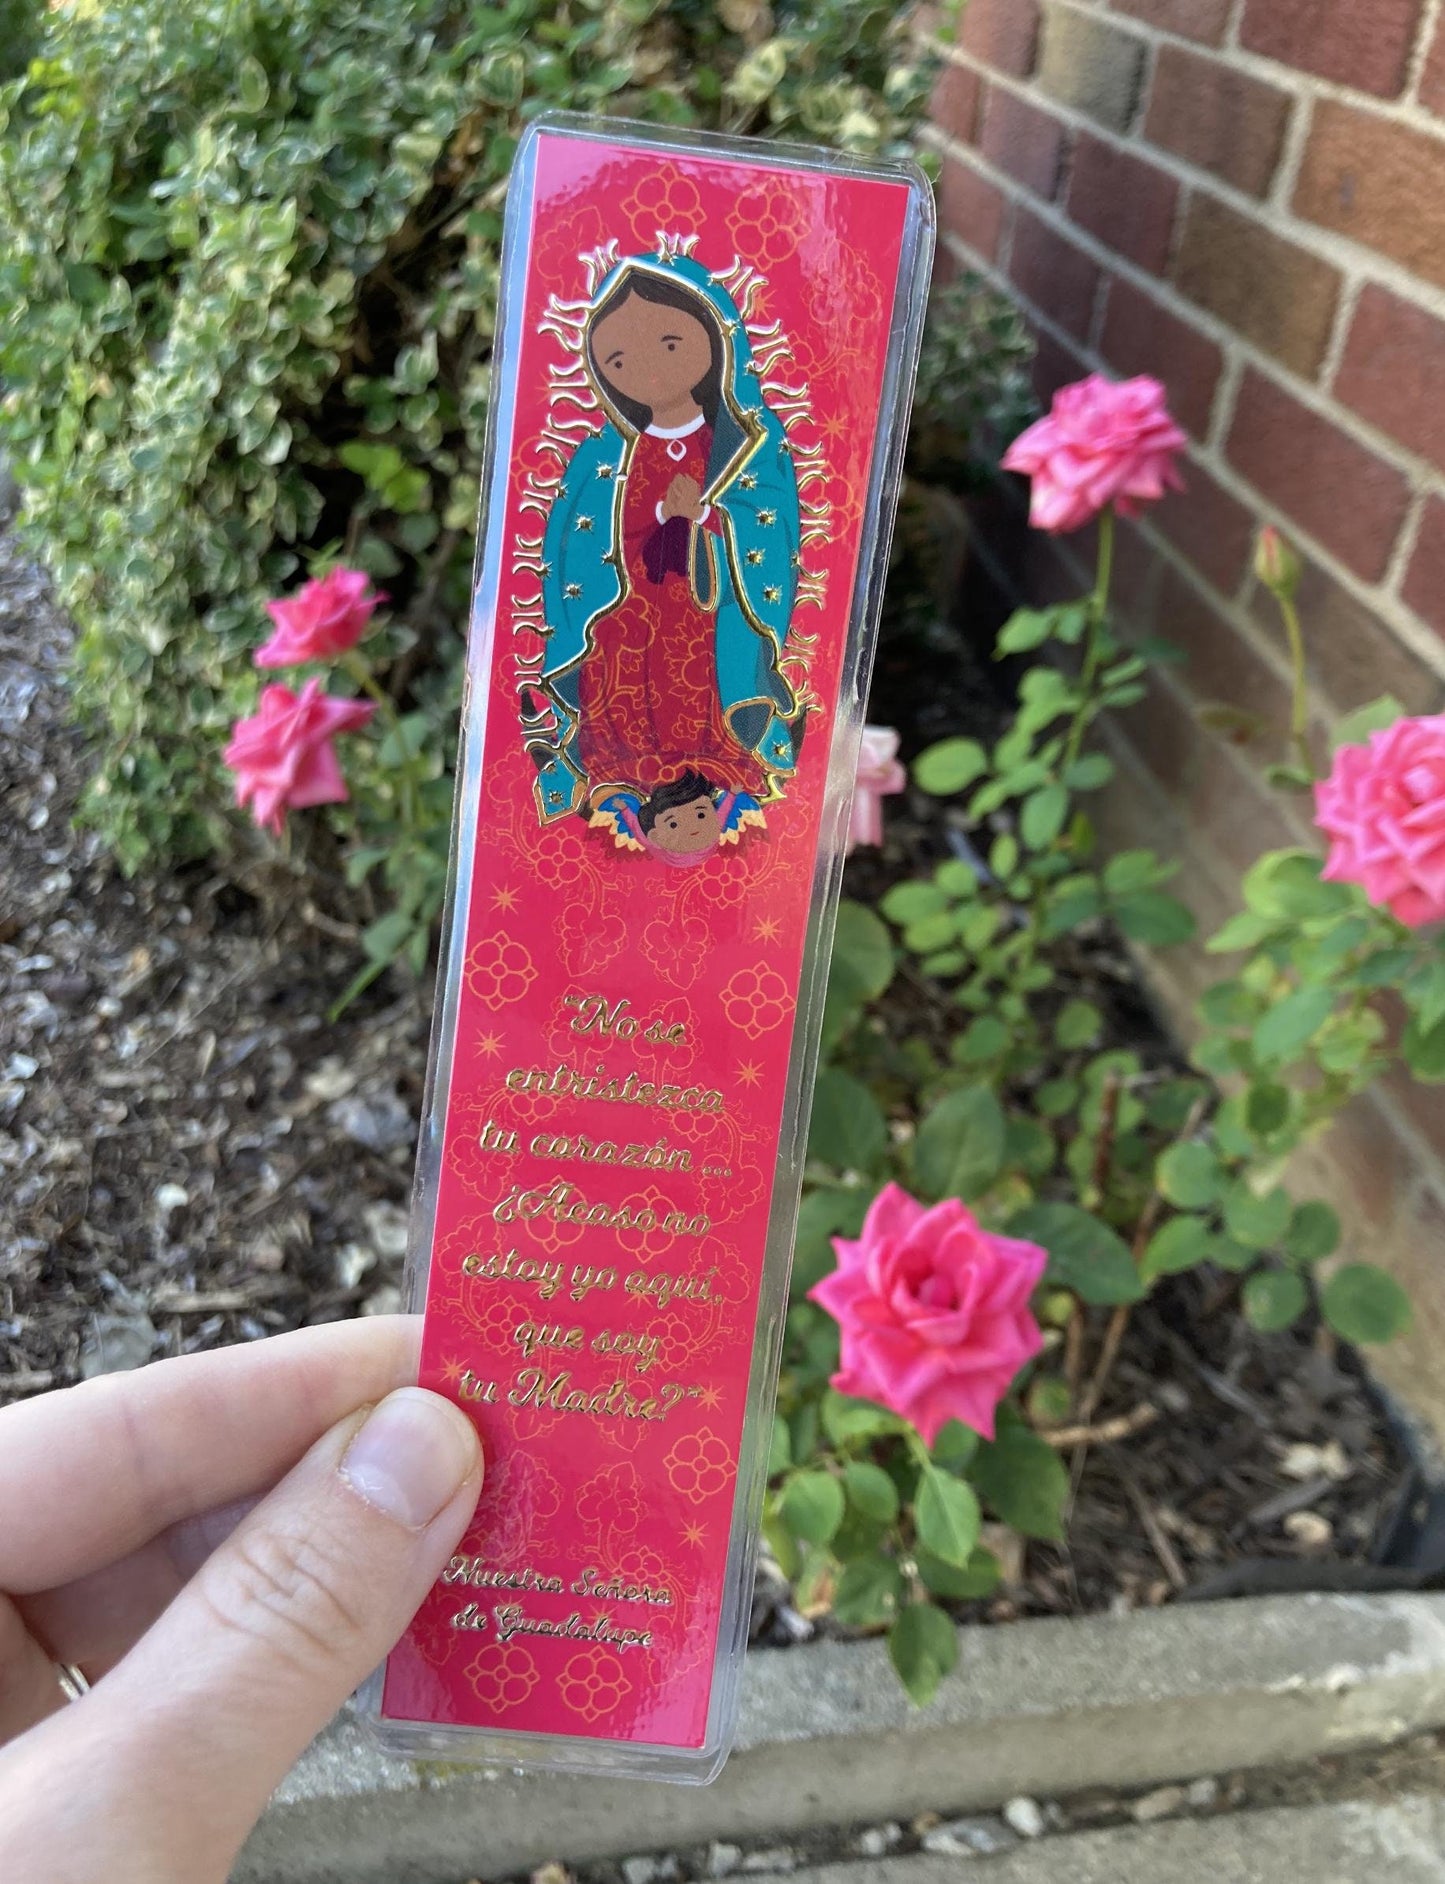 "No se
entristezca
tu corazón ...
¿Acaso no
estoy yo aquí,
que soy
tu Madre?"
Nuestra Señora
de Guadalupe